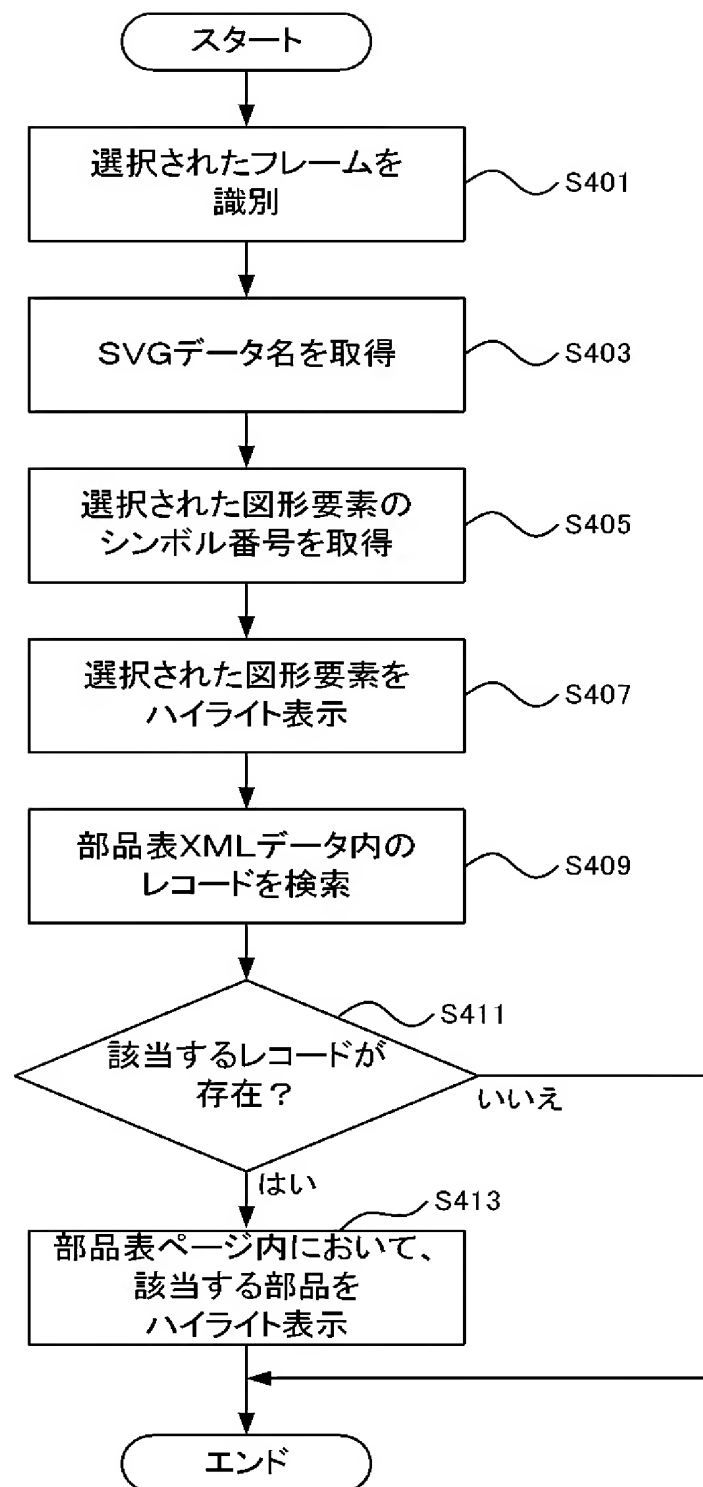 スタート
選択されたフレームを
識別
S401
SVGデータ名を取得
S403
選択された図形要素の
シンボル番号を取得
S405
選択された図形要素を
ハイライト表示
S407
部品表XMLデータ内の
レコードを検索
S409
S411
該当するレコードが
存在？
いいえ
はい
S413
部品表ページ内において、
該当する部品を
ハイライト表示
エンド